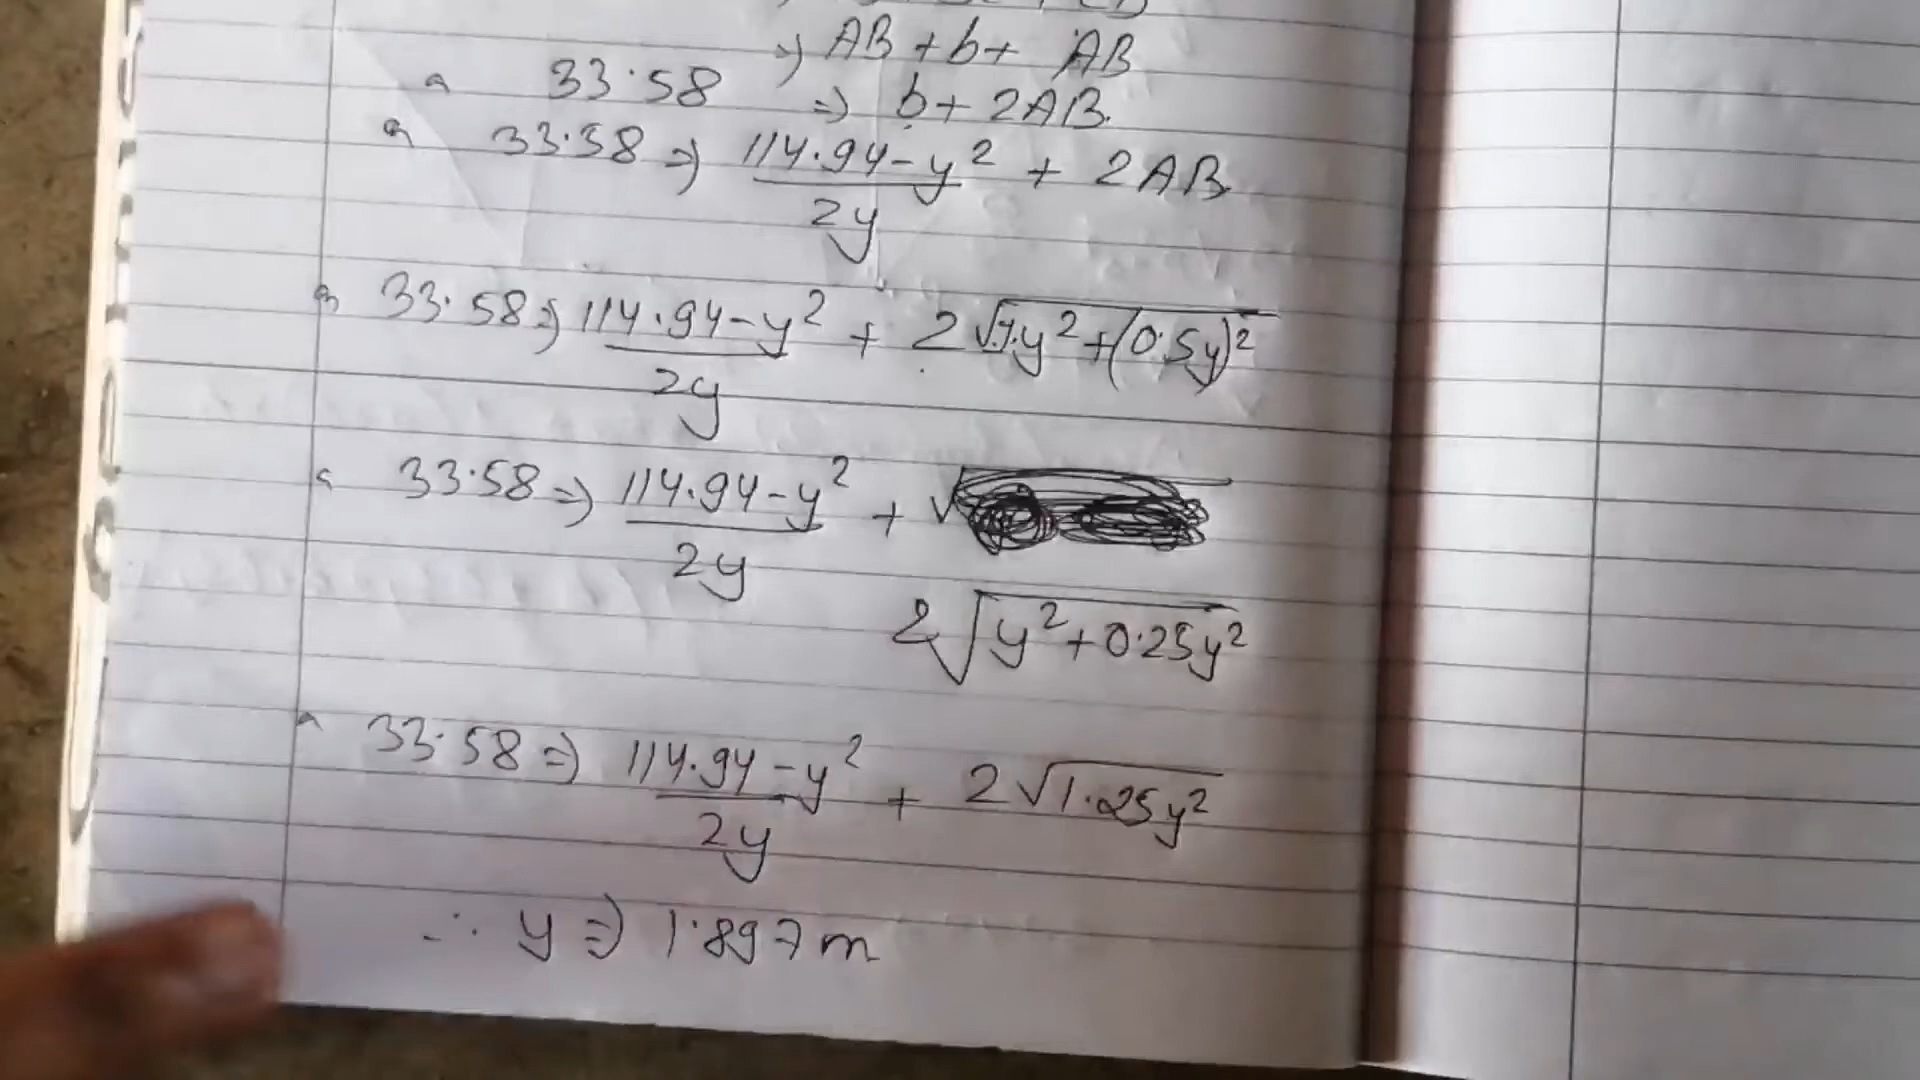 ⇒ AB + b + AB
33.58 ⇒ b + 2AB.
33.58 ⇒ 114.94 - y² / 2y + 2AB
33.58 ⇒ 114.94 - y² / 2y + 2√y² + (0.5y)²
33.58 ⇒ 114.94 - y² / 2y +
2√y² + 0.25y²
33.58 ⇒ 114.94 - y² / 2y + 2√1.25y²
∴ y ⇒ 1.897 m